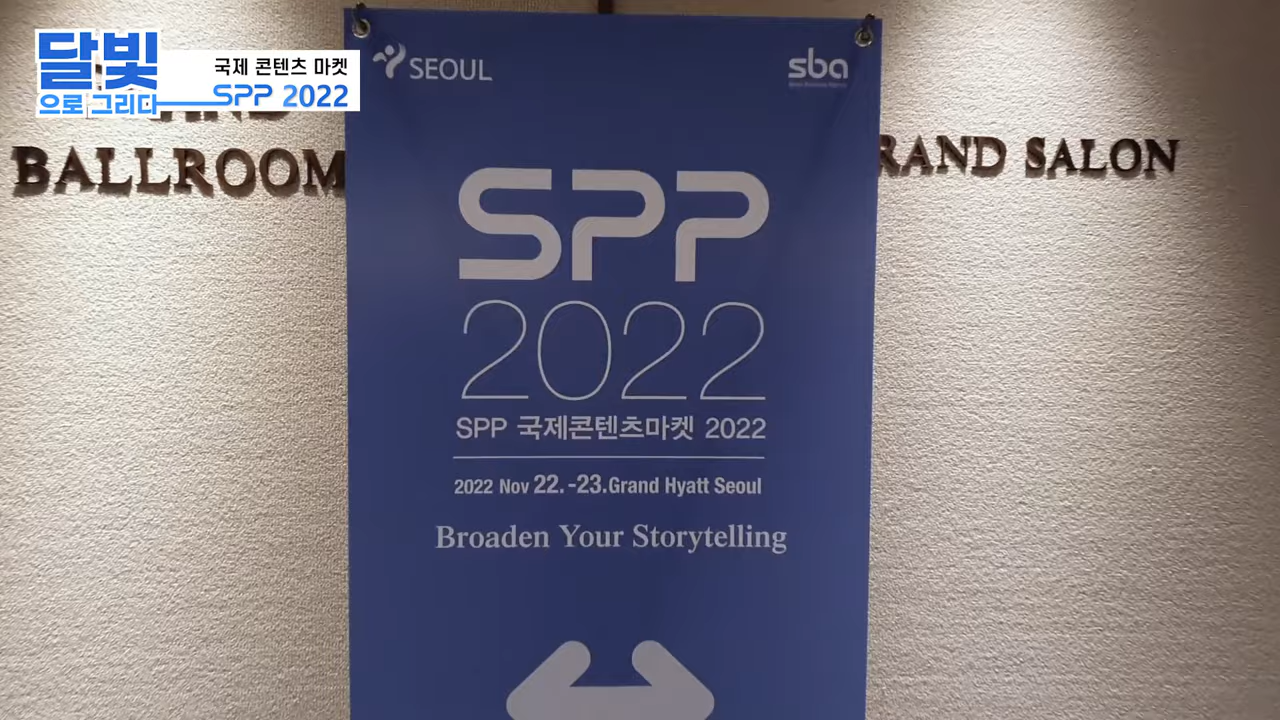 달빛
으로 그리다
국제 콘텐츠 마켓
SPP 2022
BALLROOM
SEOUL
sba
RAND SALON
SPP
2022
SPP 국제콘텐츠마켓 2022
2022 Nov 22.-23.Grand Hyatt Seoul
Broaden Your Storytelling